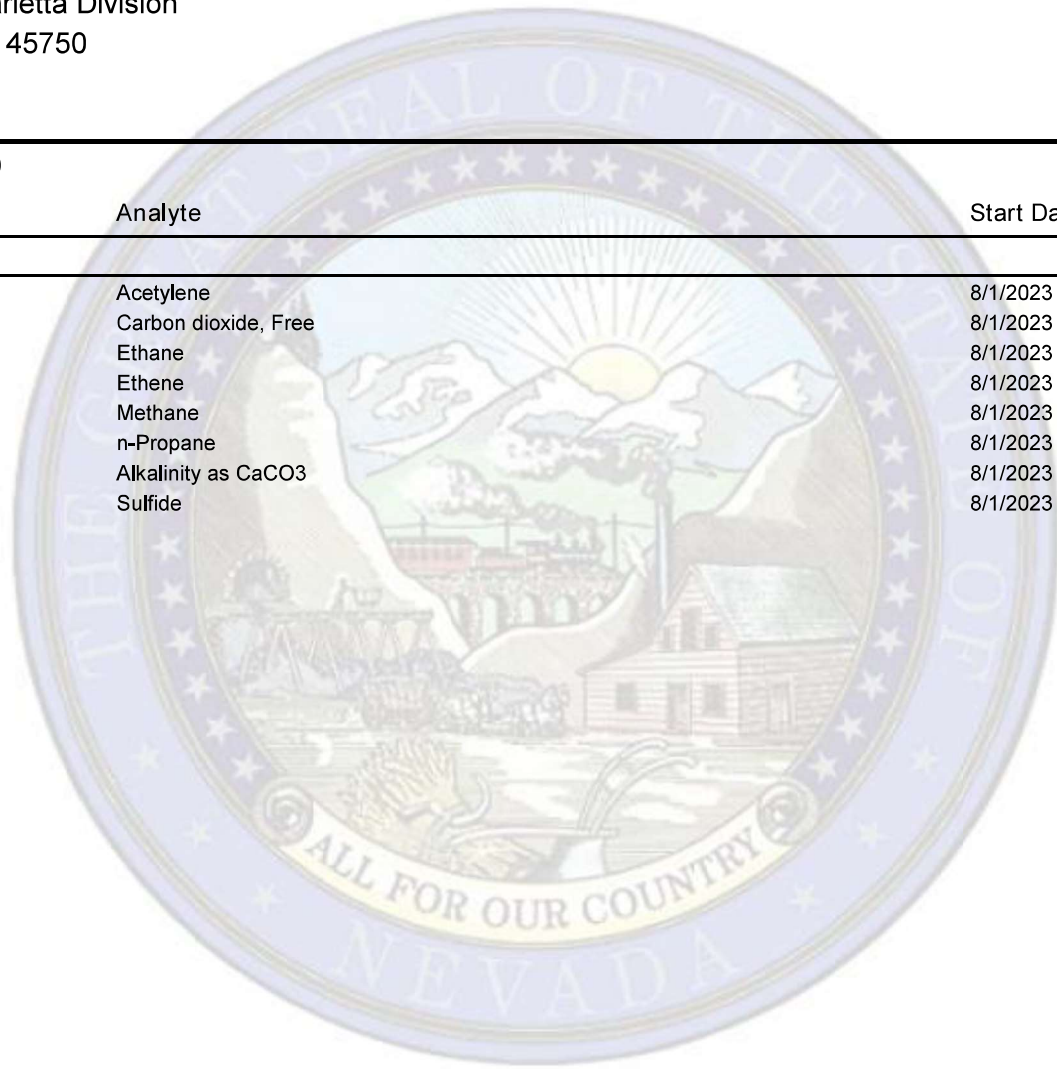 rietta Division
45750
)
Analyte Start Da
Acetylene 8/1/2023
Carbon dioxide, Free 8/1/2023
Ethane 8/1/2023
Ethene 8/1/2023
Methane 8/1/2023
n-Propane 8/1/2023
Alkalinity as CaCO3 8/1/2023
Sulfide 8/1/2023
THE GREAT SEAL OF THE STATE OF
ALL FOR OUR COUNTRY
NEVADA